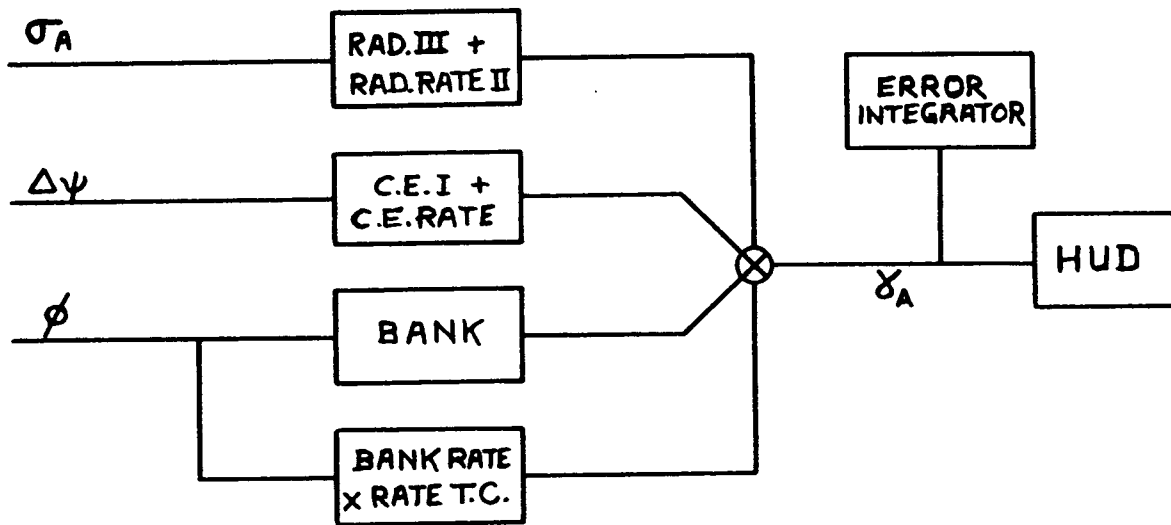 σA
RAD. III +
RAD. RATE II
ERROR
INTEGRATOR
Δψ
C.E. I +
C.E. RATE
HUD
γA
φ
BANK
BANK RATE
× RATE T.C.